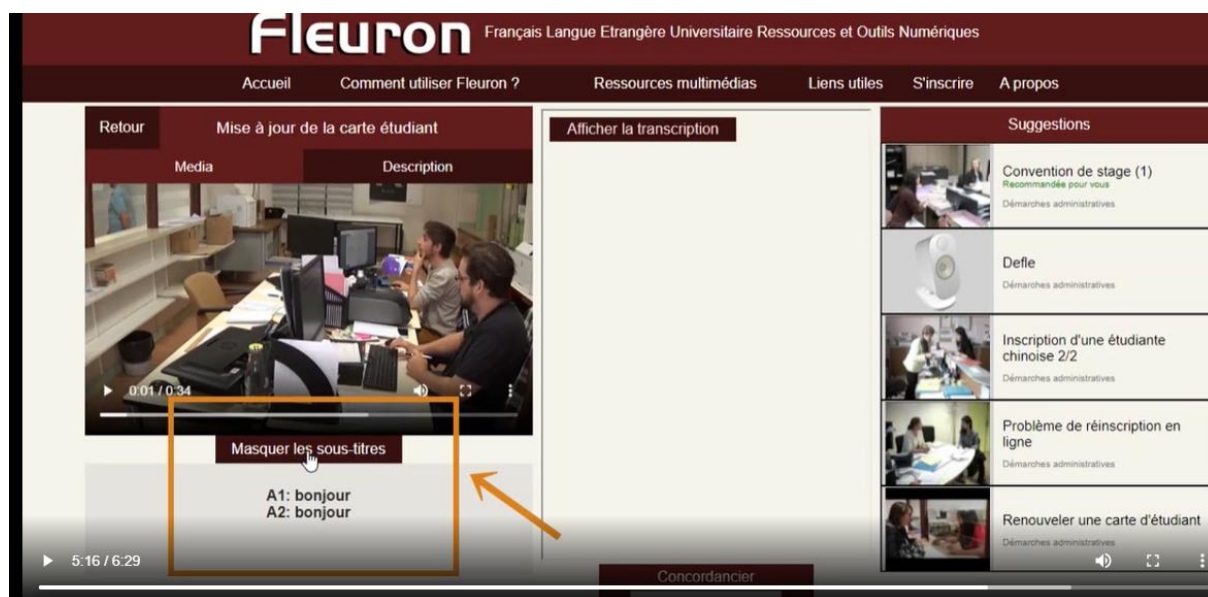 Fleuron
Français Langue Etrangère Universitaire Ressources et Outils Numériques
Accueil
Comment utiliser Fleuron ?
Ressources multimédias
Liens utiles
S'inscrire
A propos
Retour
Mise à jour de la carte étudiant
Media
Description
0:01 / 0:34
Masquer les sous-titres
A1: bonjour
A2: bonjour
Afficher la transcription
Concordancier
Suggestions
Convention de stage (1)
Recommandée pour vous
Démarches administratives
Defle
Démarches administratives
Inscription d'une étudiante
chinoise 2/2
Démarches administratives
Problème de réinscription en
ligne
Démarches administratives
Renouveler une carte d'étudiant
Démarches administratives
5:16 / 6:29